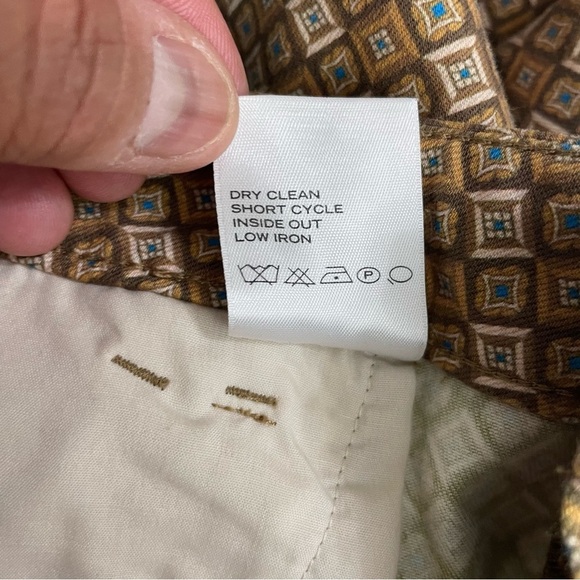 DRY CLEAN
SHORT CYCLE
INSIDE OUT
LOW IRON
P